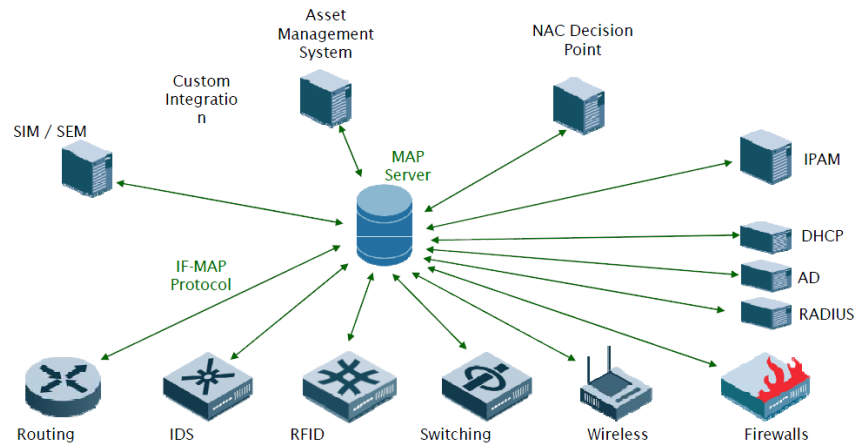 Asset
Management
System
NAC Decision
Point
Custom
Integratio
n
SIM / SEM
MAP
Server
IPAM
DHCP
AD
RADIUS
IF-MAP
Protocol
Routing
IDS
RFID
Switching
Wireless
Firewalls